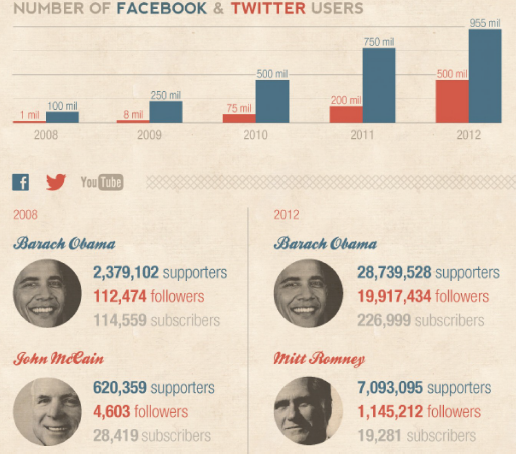 NUMBER OF FACEBOOK & TWITTER USERS
1 mil 100 mil
8 mil 250 mil
75 mil 500 mil
200 mil 750 mil
500 mil 955 mil
2008 2009 2010 2011 2012
You Tube
2008
Barack Obama
2,379,102 supporters
112,474 followers
114,559 subscribers
John McCain
620,359 supporters
4,603 followers
28,419 subscribers
2012
Barack Obama
28,739,528 supporters
19,917,434 followers
226,999 subscribers
Mitt Romney
7,093,095 supporters
1,145,212 followers
19,281 subscribers